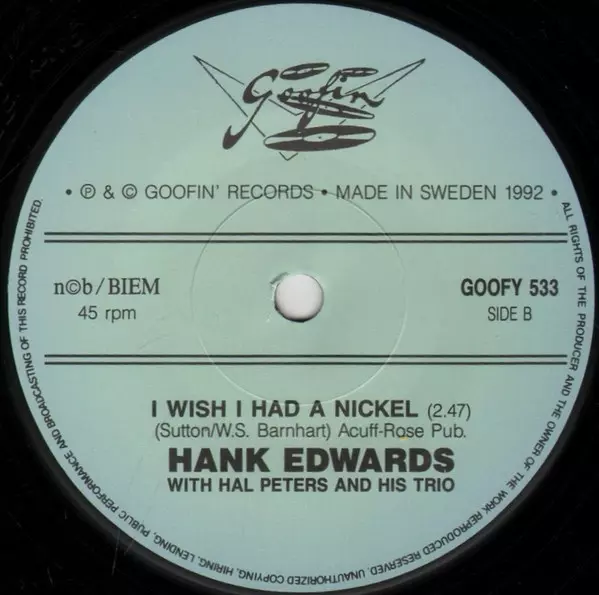 Goofin
• ℗ & © GOOFIN' RECORDS • MADE IN SWEDEN 1992 •
n©b/BIEM
45 rpm
GOOFY 533
SIDE B
I WISH I HAD A NICKEL (2.47)
(Sutton/W.S. Barnhart) Acuff-Rose Pub.
HANK EDWARDS
WITH HAL PETERS AND HIS TRIO
ALL RIGHTS OF THE PRODUCER AND THE OWNER OF THE WORK REPRODUCED RESERVED. UNAUTHORIZED COPYING, HIRING, LENDING, PUBLIC PERFORMANCE AND BROADCASTING OF THIS RECORD PROHIBITED.